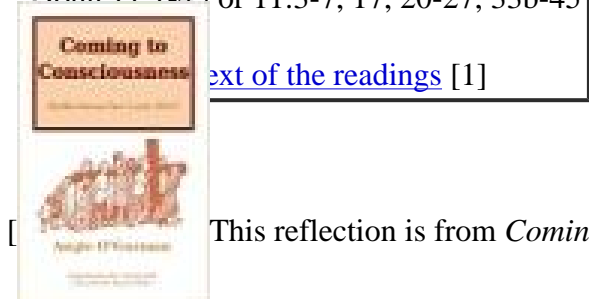 or 11:3-7, 17, 20-27, 33b-45
Coming to
Consciousness
ext of the readings [1]
[
This reflection is from Comin